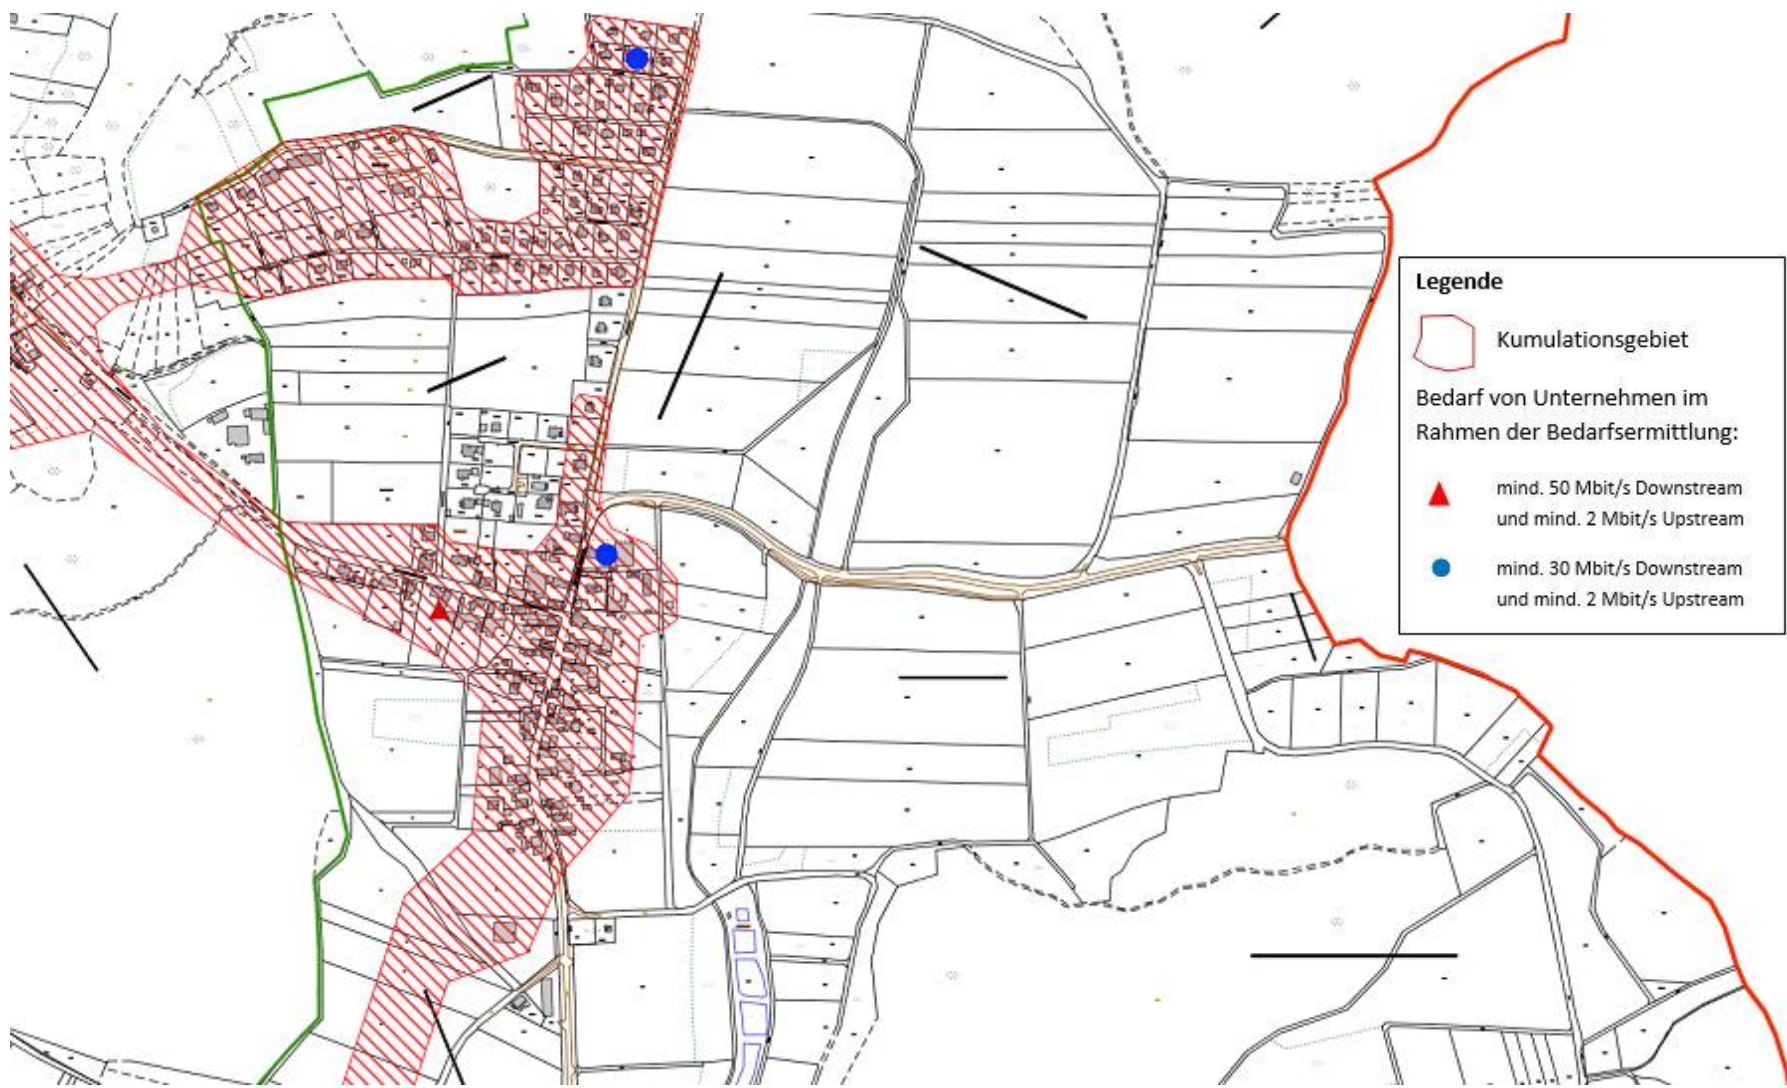 Legende
Kumulationsgebiet
Bedarf von Unternehmen im
Rahmen der Bedarfsermittlung:
mind. 50 Mbit/s Downstream
und mind. 2 Mbit/s Upstream
mind. 30 Mbit/s Downstream
und mind. 2 Mbit/s Upstream